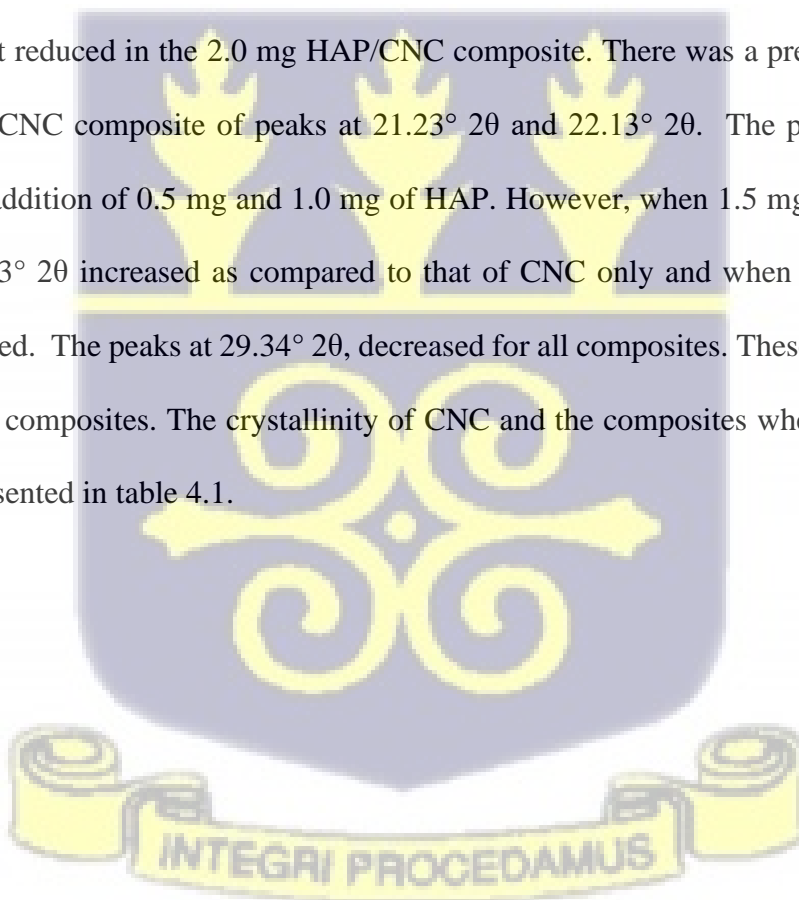 reduced in the 2.0 mg HAP/CNC composite. There was a
CNC composite of peaks at 21.23° 2θ and 22.13° 2θ. The
addition of 0.5 mg and 1.0 mg of HAP. However, when 1.5 mg
3° 2θ increased as compared to that of CNC only and when
ed. The peaks at 29.34° 2θ, decreased for all composites.
composites. The crystallinity of CNC and the composites
sented in table 4.1.
INTEGRI PROCEDAMUS